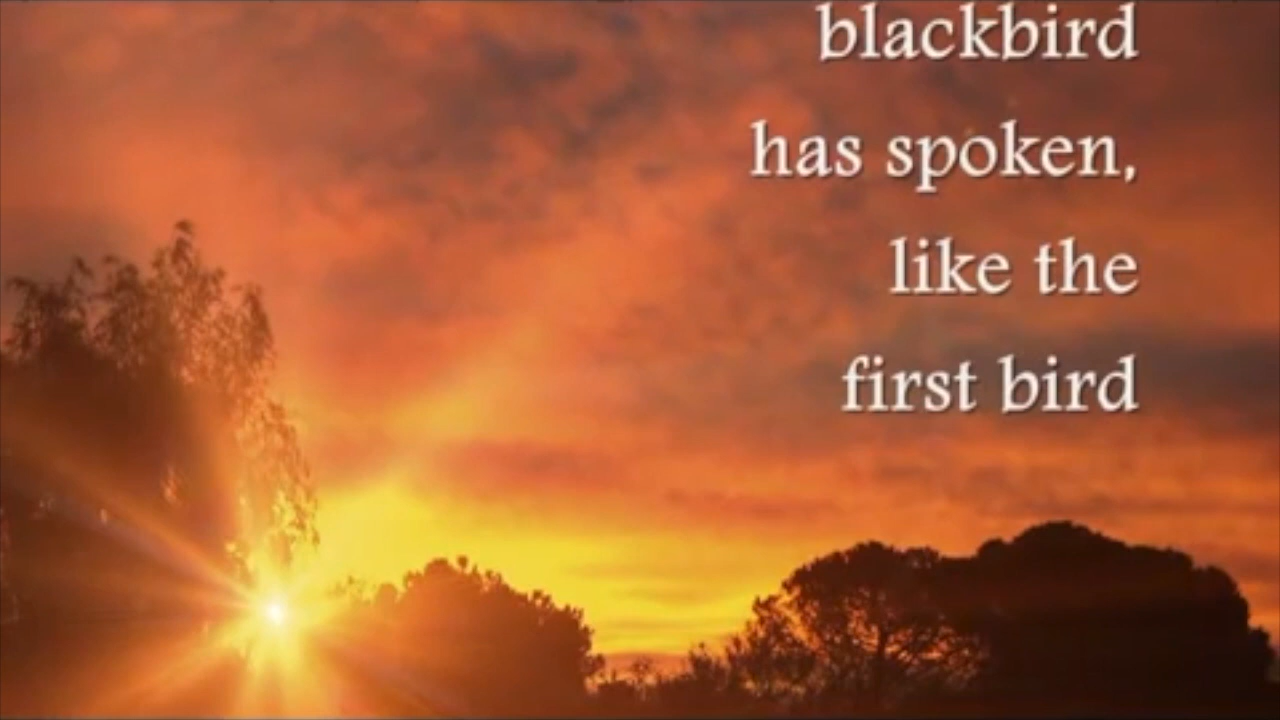 blackbird
has spoken,
like the
first bird